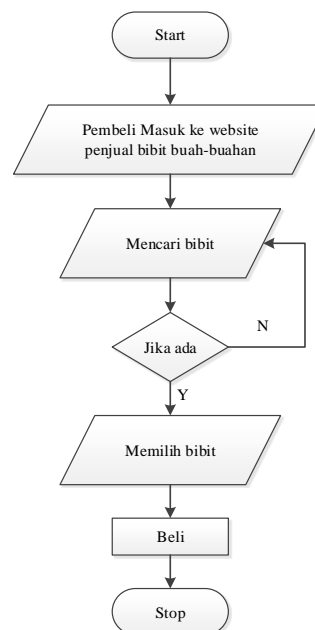 Start
Pembeli Masuk ke website
penjual bibit buah-buahan
Mencari bibit
Jika ada
N
Y
Memilih bibit
Beli
Stop